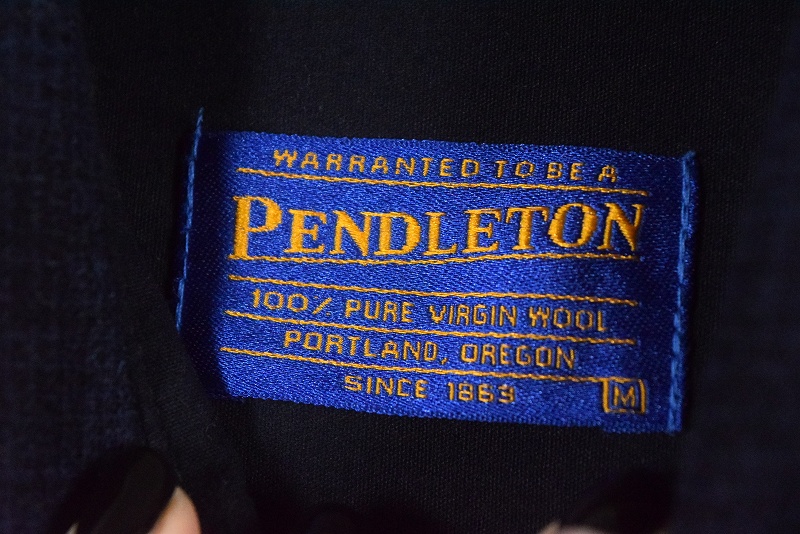 WARRANTED TO BE A
PENDLETON
100% PURE VIRGIN WOOL
PORTLAND, OREGON
SINCE 1863
M